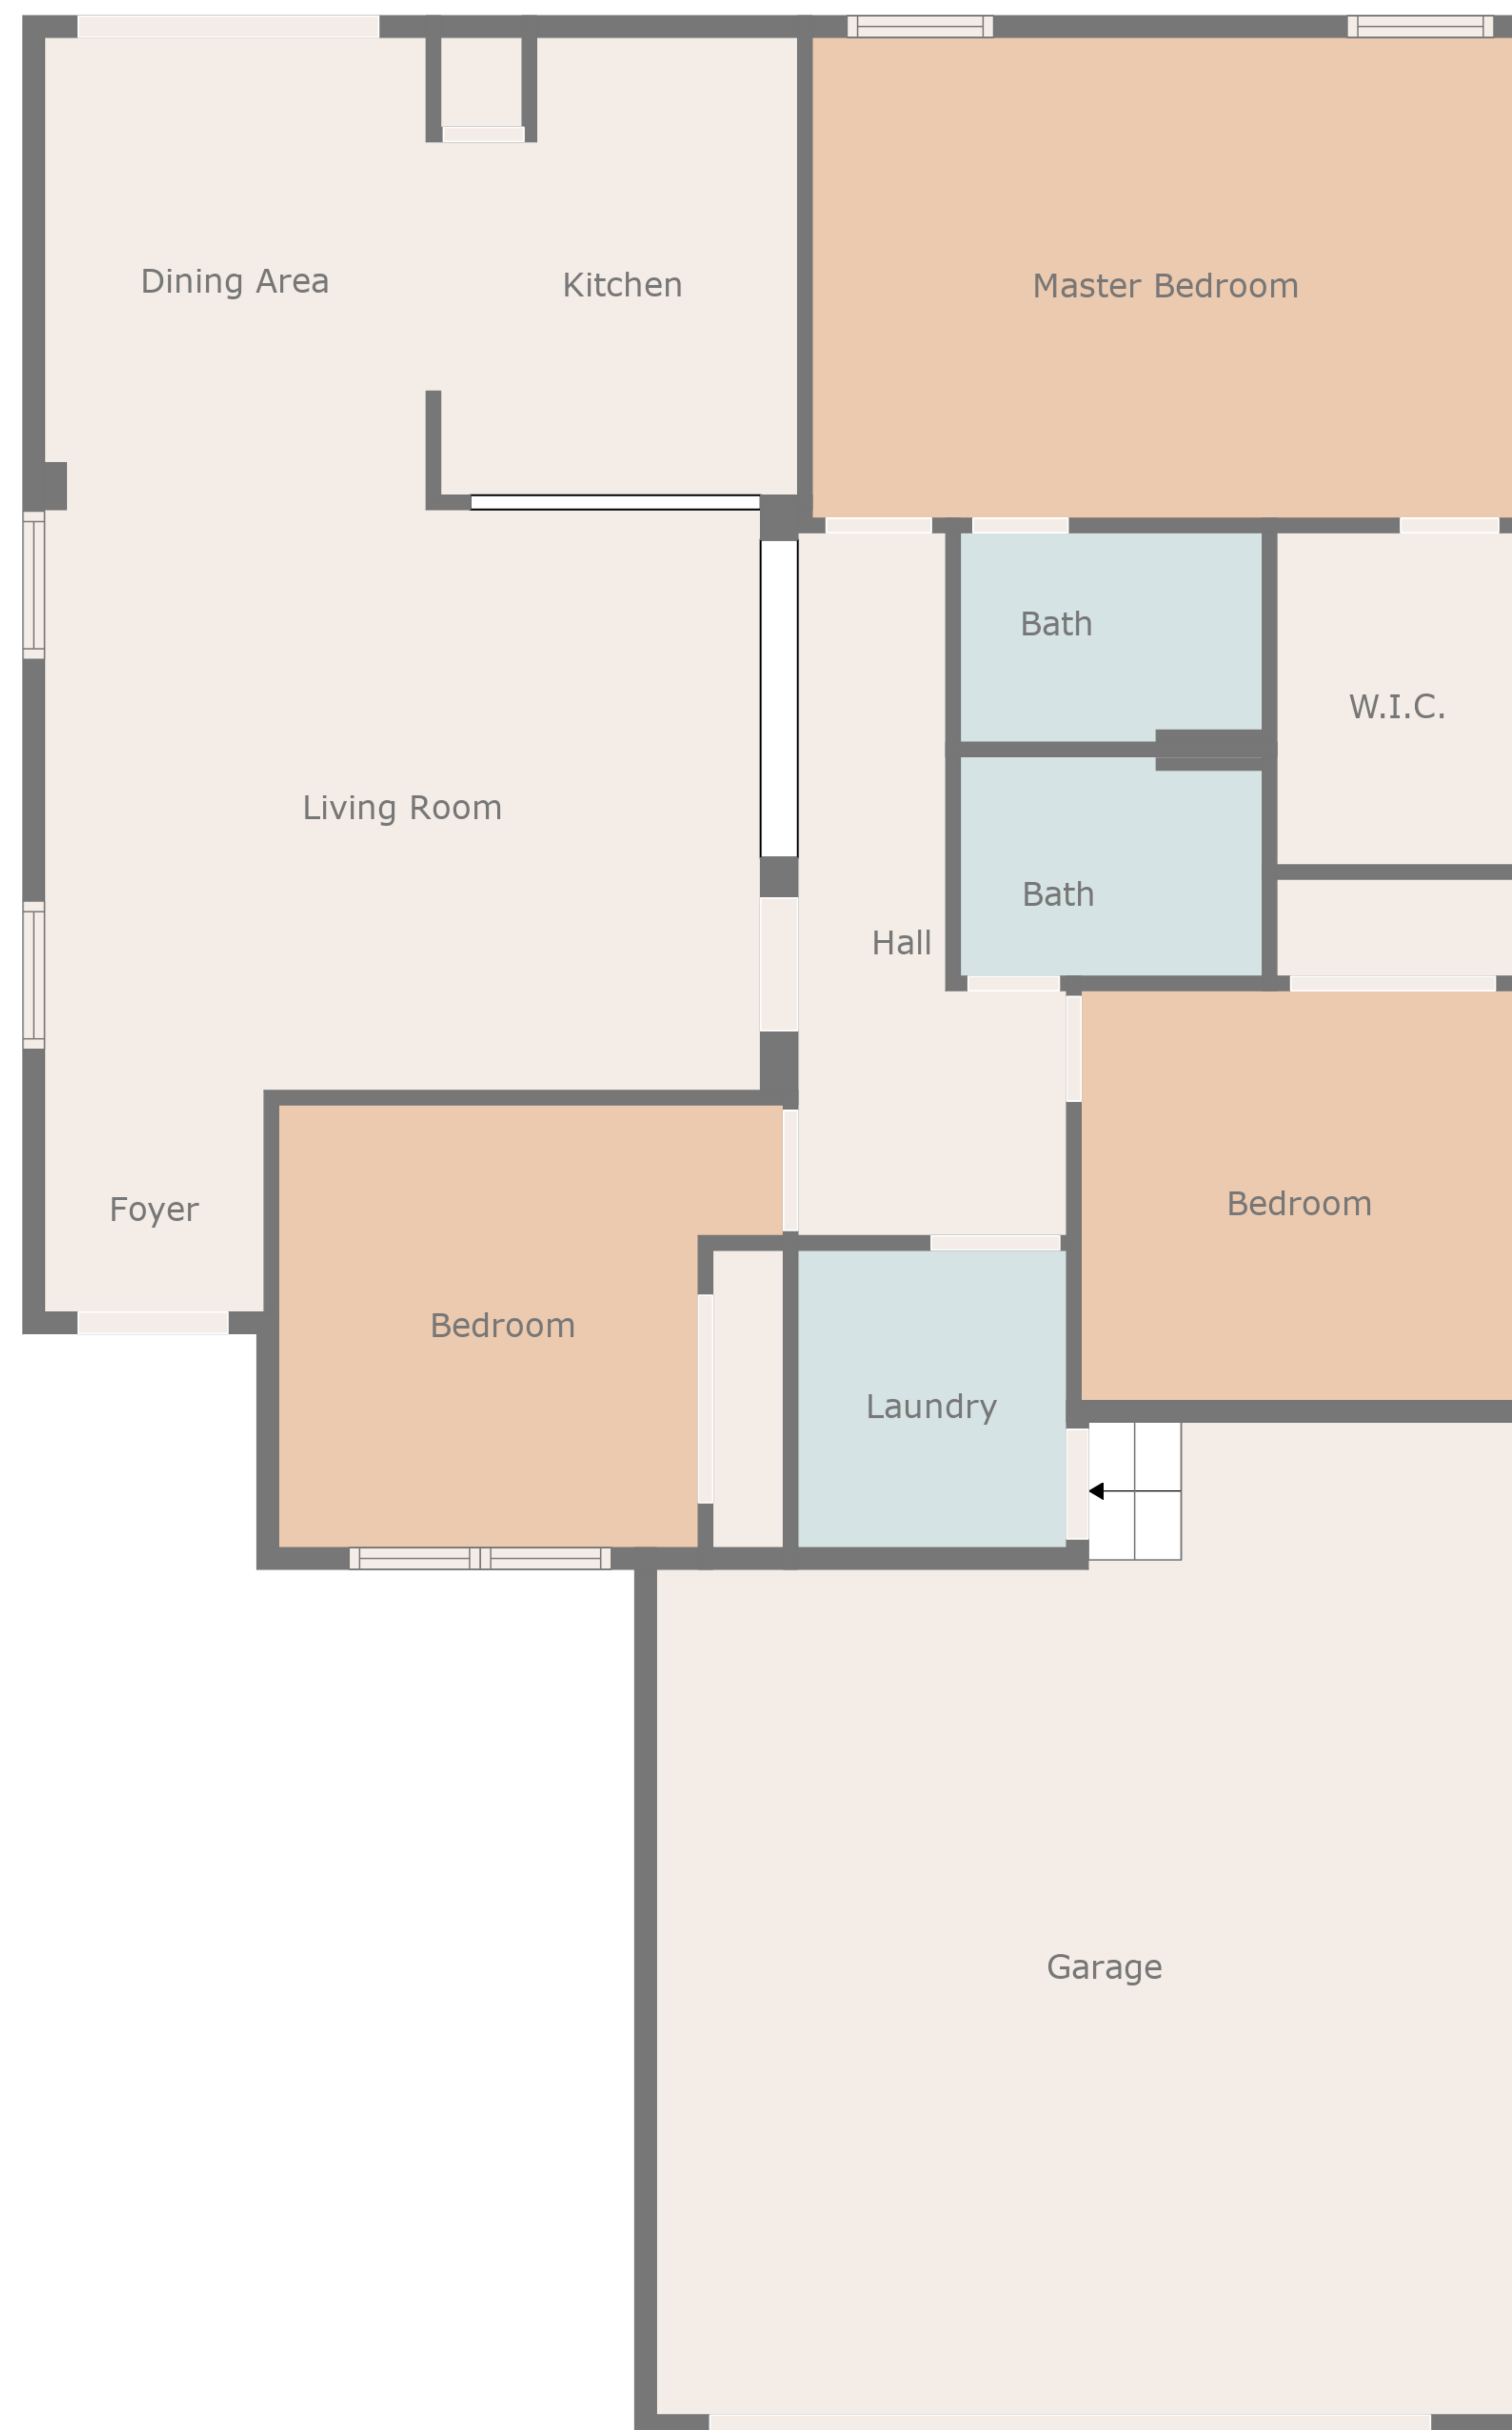 Dining Area
Kitchen
Master Bedroom
Bath
W.I.C.
Living Room
Bath
Hall
Foyer
Bedroom
Bedroom
Laundry
Garage